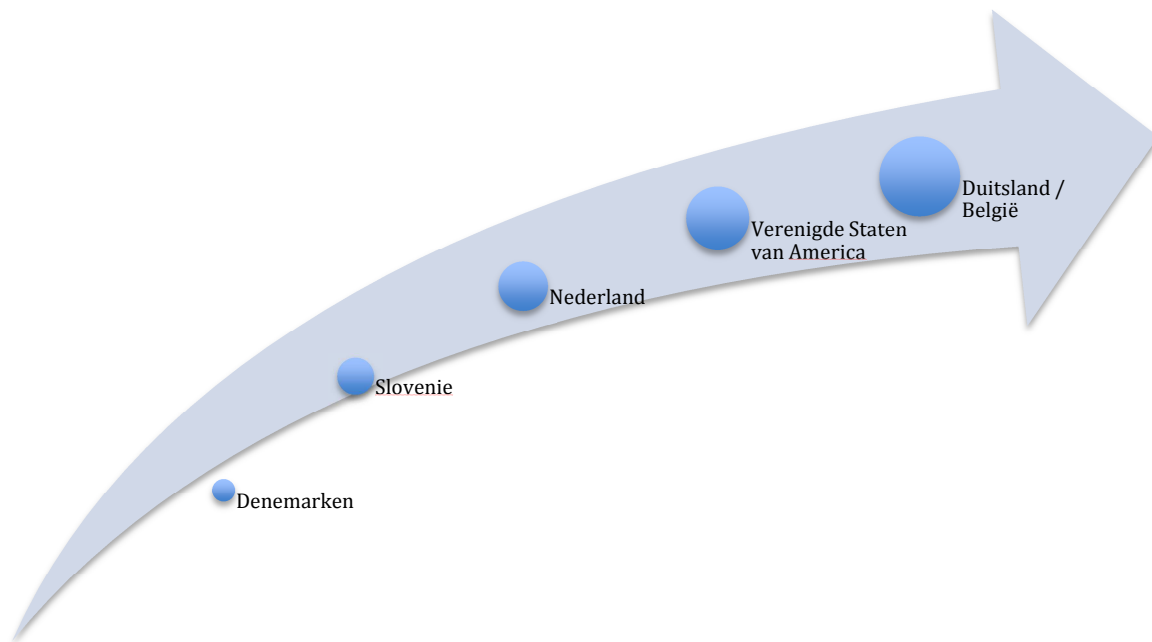 Duitsland /
België
Verenigde Staten
van America
Nederland
Slovenie
Denemarken